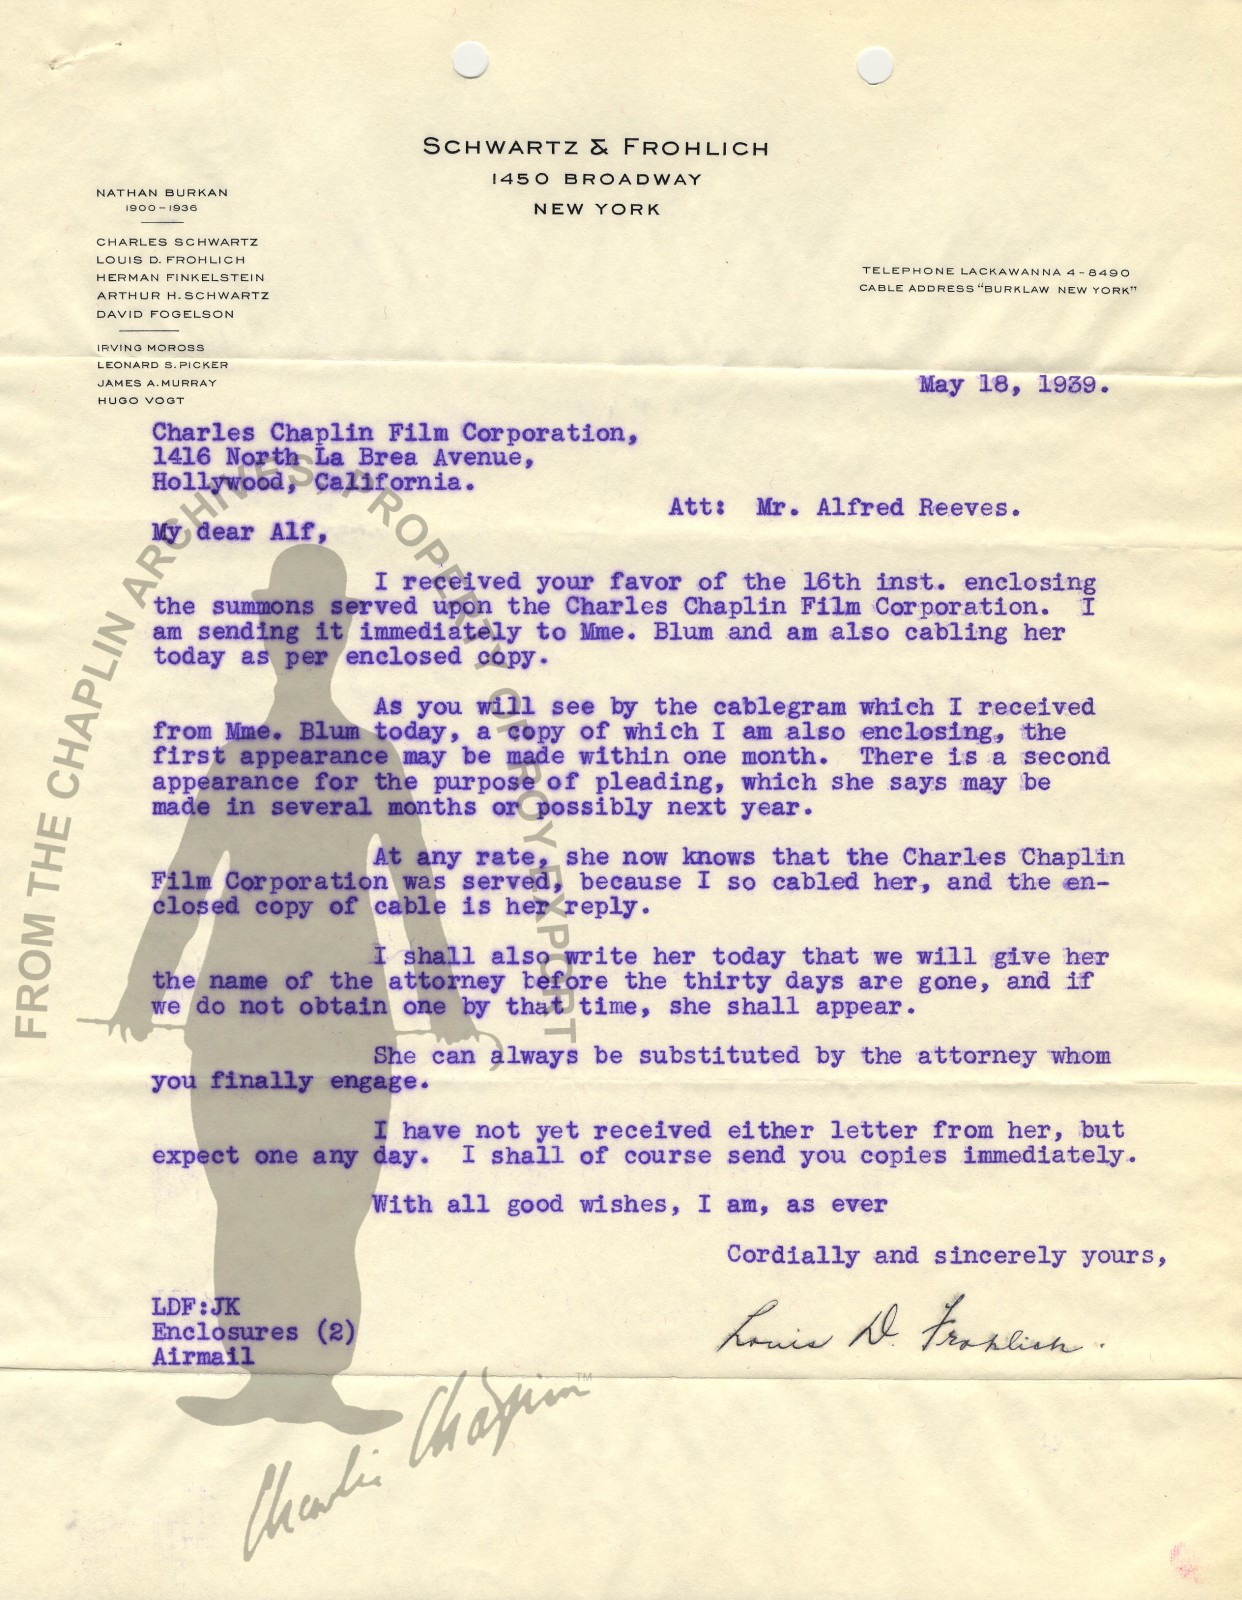 SCHWARTZ & FROHLICH
1450 BROADWAY
NEW YORK
NATHAN BURKAN
1900-1936
CHARLES SCHWARTZ
LOUIS D. FROHLICH
HERMAN FINKELSTEIN
ARTHUR H. SCHWARTZ
DAVID FOGELSON
IRVING MOROSS
LEONARD S. PICKER
JAMES A. MURRAY
HUGO VOGT
TELEPHONE LACKAWANNA 4-8490
CABLE ADDRESS "BURKLAW NEW YORK"
May 18, 1939.
Charles Chaplin Film Corporation,
1416 North La Brea Avenue,
Hollywood, California.
Att: Mr. Alfred Reeves.
My dear Alf,
I received your favor of the 16th inst. enclosing
the summons served upon the Charles Chaplin Film Corporation. I
am sending it immediately to Mme. Blum and am also cabling her
today as per enclosed copy.
As you will see by the cablegram which I received
from Mme. Blum today, a copy of which I am also enclosing, the
first appearance may be made within one month. There is a second
appearance for the purpose of pleading, which she says may be
made in several months or possibly next year.
At any rate, she now knows that the Charles Chaplin
Film Corporation was served, because I so cabled her, and the en-
closed copy of cable is her reply.
I shall also write her today that we will give her
the name of the attorney before the thirty days are gone, and if
we do not obtain one by that time, she shall appear.
She can always be substituted by the attorney whom
you finally engage.
I have not yet received either letter from her, but
expect one any day. I shall of course send you copies immediately.
With all good wishes, I am, as ever
Cordially and sincerely yours,
LDF:JK
Enclosures (2)
Airmail
Louis D. Frohlich.
FROM THE CHAPLIN ARCHIVES, PROPERTY OF ROY EXPORT
Charlie Chaplin TM